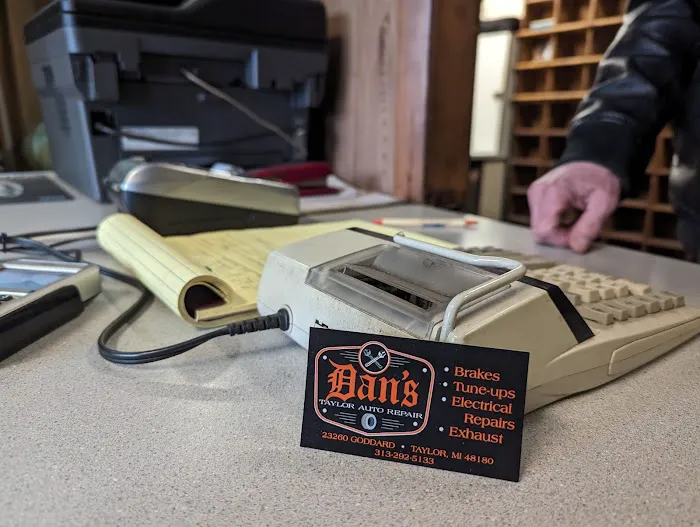 Dan's
TAYLOR AUTO REPAIR
• Brakes
• Tune-ups
• Electrical
Repairs
• Exhaust
23260 GODDARD • TAYLOR, MI 48180
313-292-5133